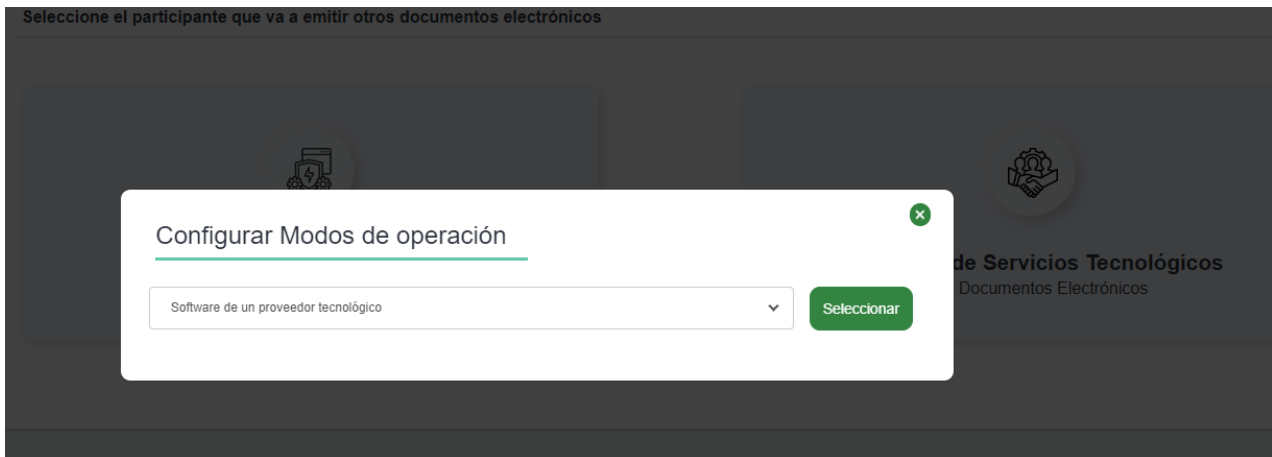 Seleccione el participante que va a emitir otros documentos electrónicos
Configurar Modos de operación
de Servicios Tecnológicos
Documentos Electrónicos
Software de un proveedor tecnológico
Seleccionar